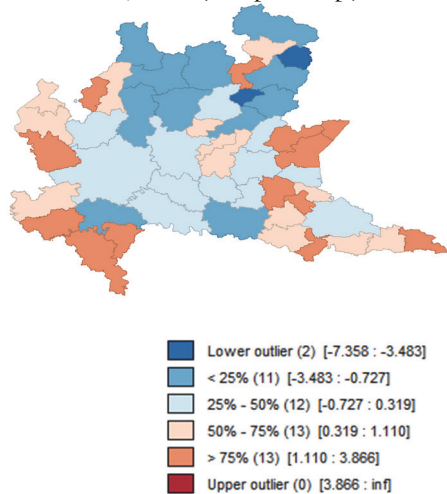 Lower outlier (2) [-7.358 : -3.483]
< 25% (11) [-3.483 : -0.727]
25% - 50% (12) [-0.727 : 0.319]
50% - 75% (13) [0.319 : 1.110]
> 75% (13) [1.110 : 3.866]
Upper outlier (0) [3.866 : inf]